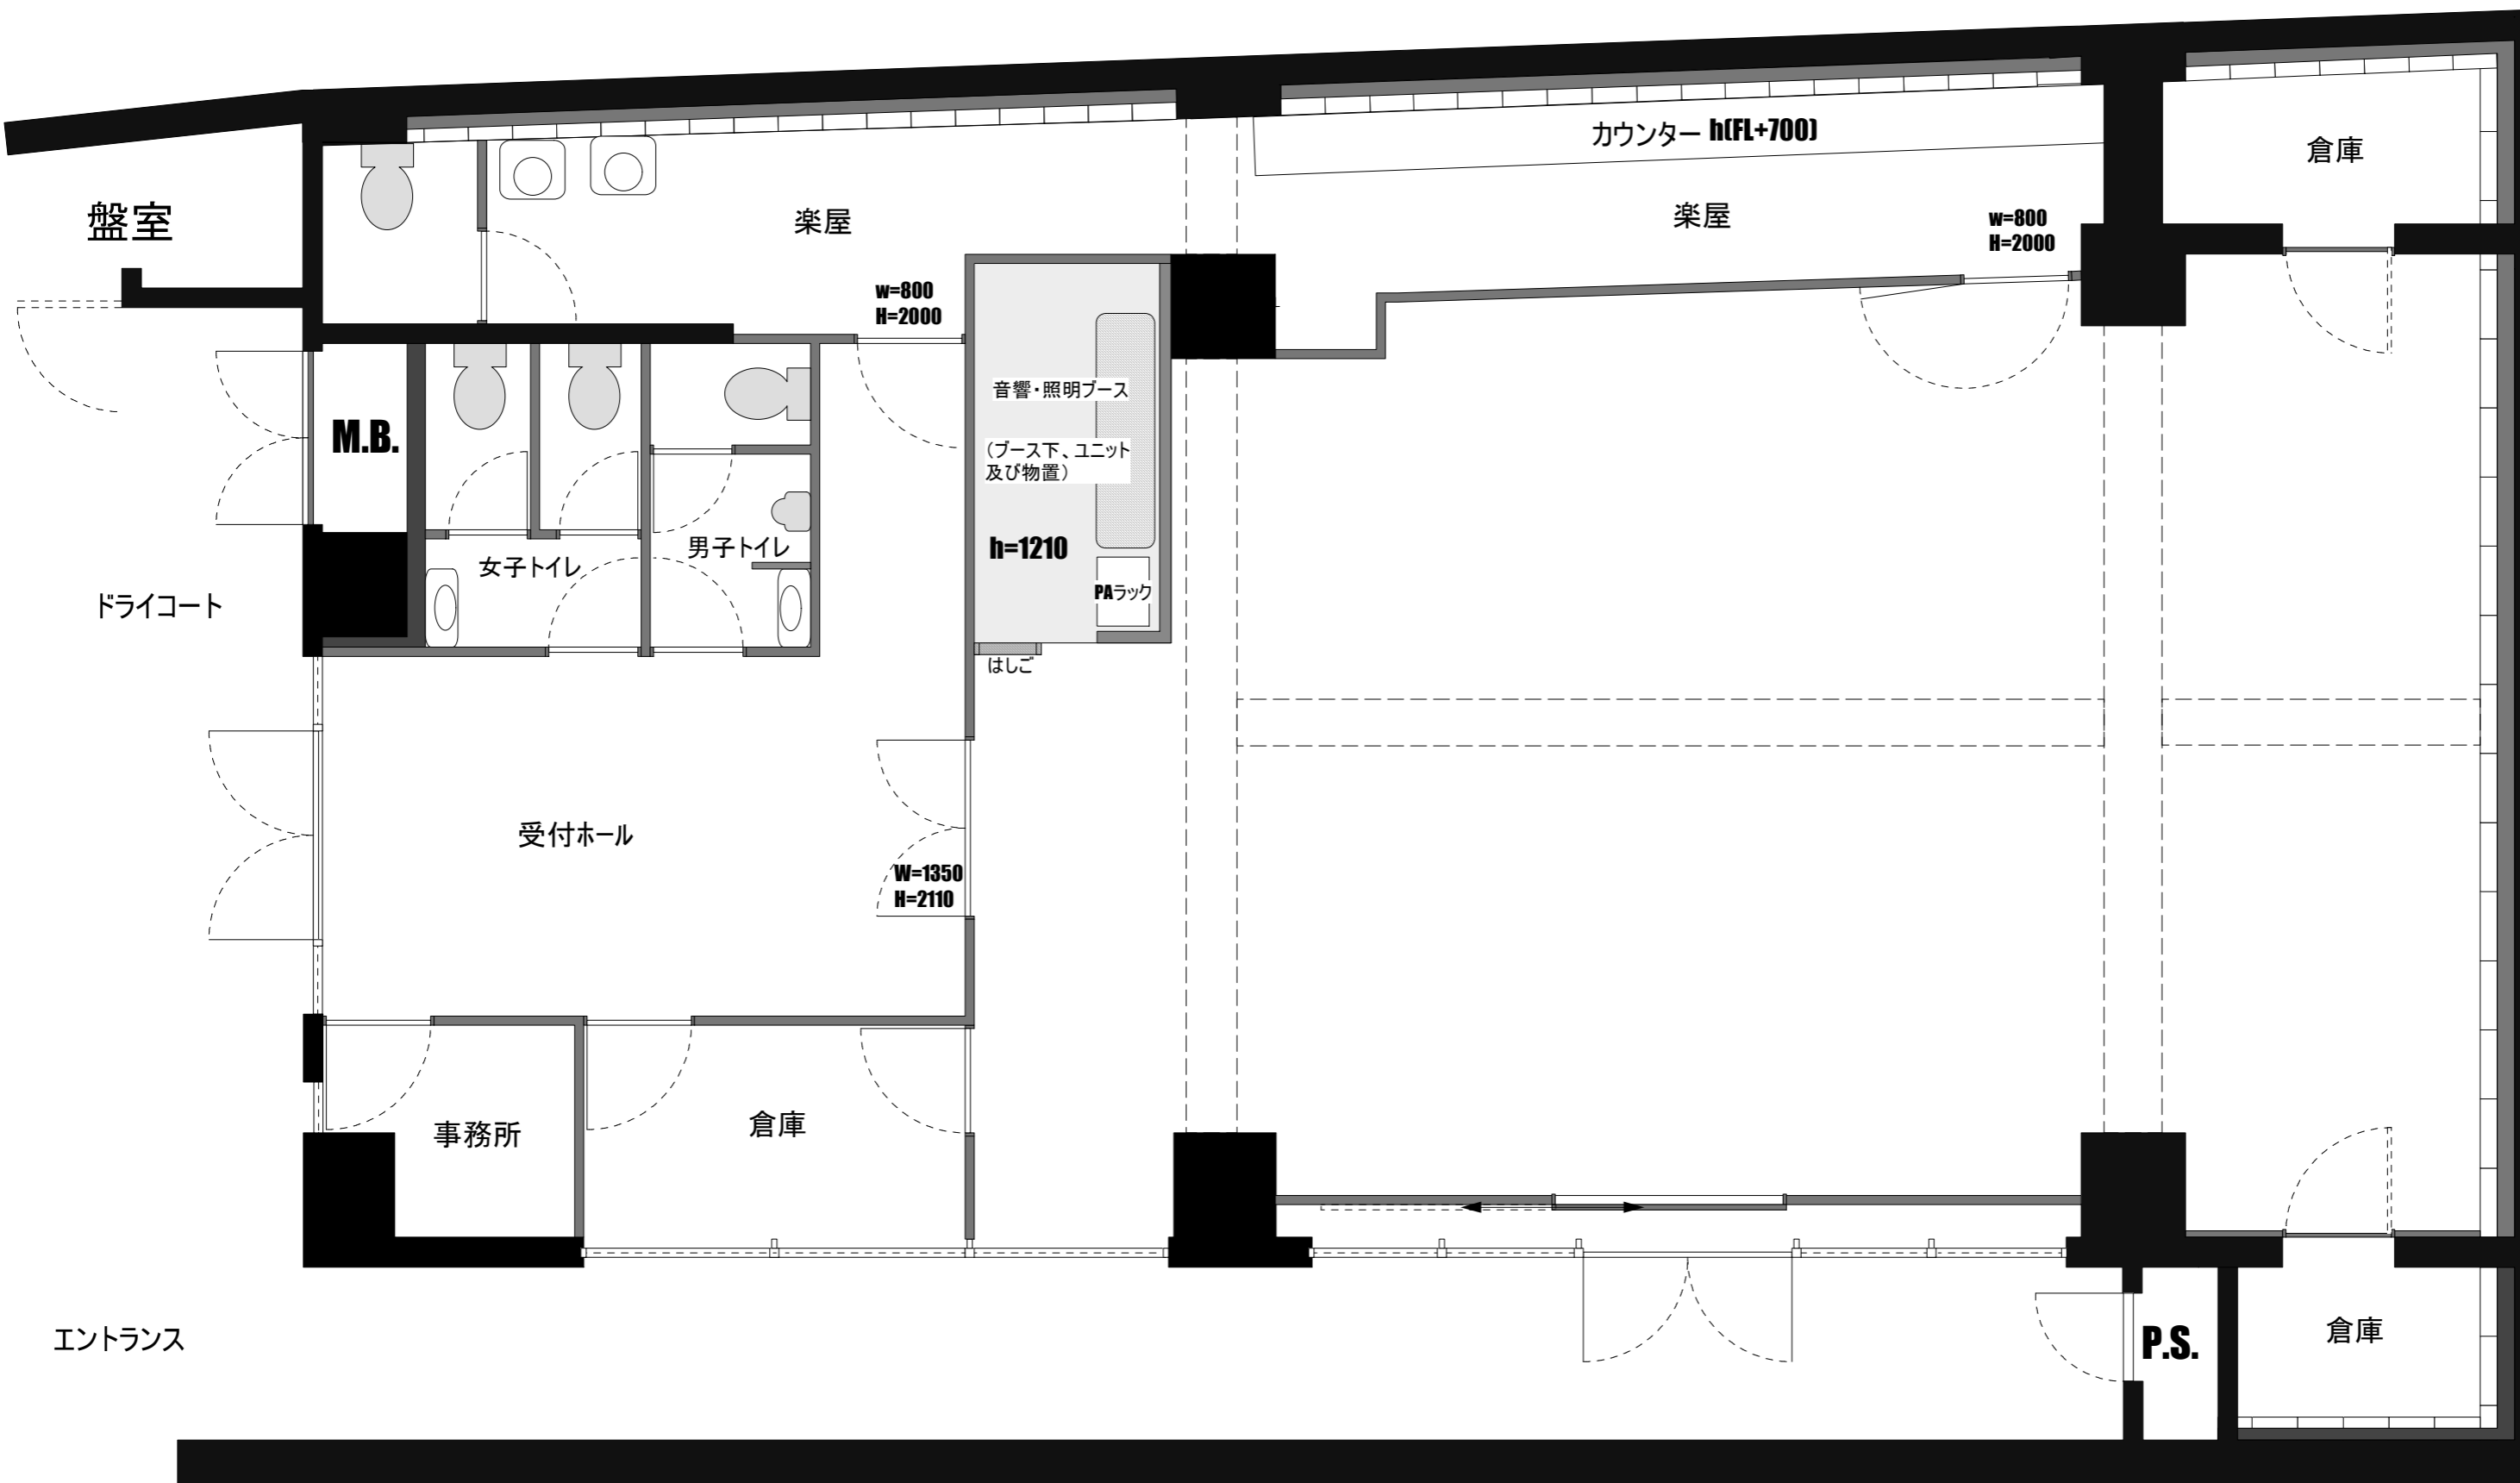 カウンター h(FL+700)
倉庫
盤室
楽屋
楽屋
w=800
H=2000
w=800
H=2000
音響・照明ブース
M.B.
（ブース下、ユニット
及び物置）
h=1210
男子トイレ
女子トイレ
PAラック
ドライコート
はしご
受付ホール
W=1350
H=2110
事務所
倉庫
エントランス
P.S.
倉庫